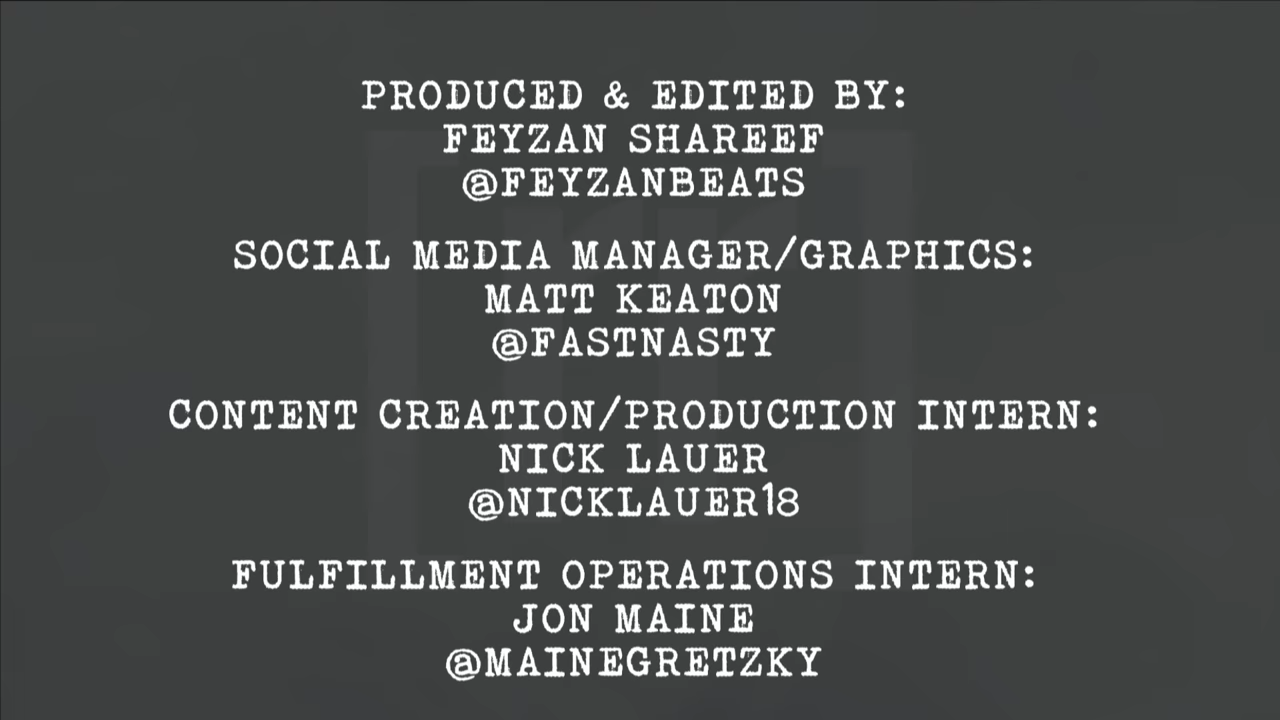 PRODUCED & EDITED BY:
FEYZAN SHAREEF
@FEYZANBEATS
SOCIAL MEDIA MANAGER/GRAPHICS:
MATT KEATON
@FASTNASTY
CONTENT CREATION/PRODUCTION INTERN:
NICK LAUER
@NICKLAUER18
FULFILLMENT OPERATIONS INTERN:
JON MAINE
@MAINEGRETZKY